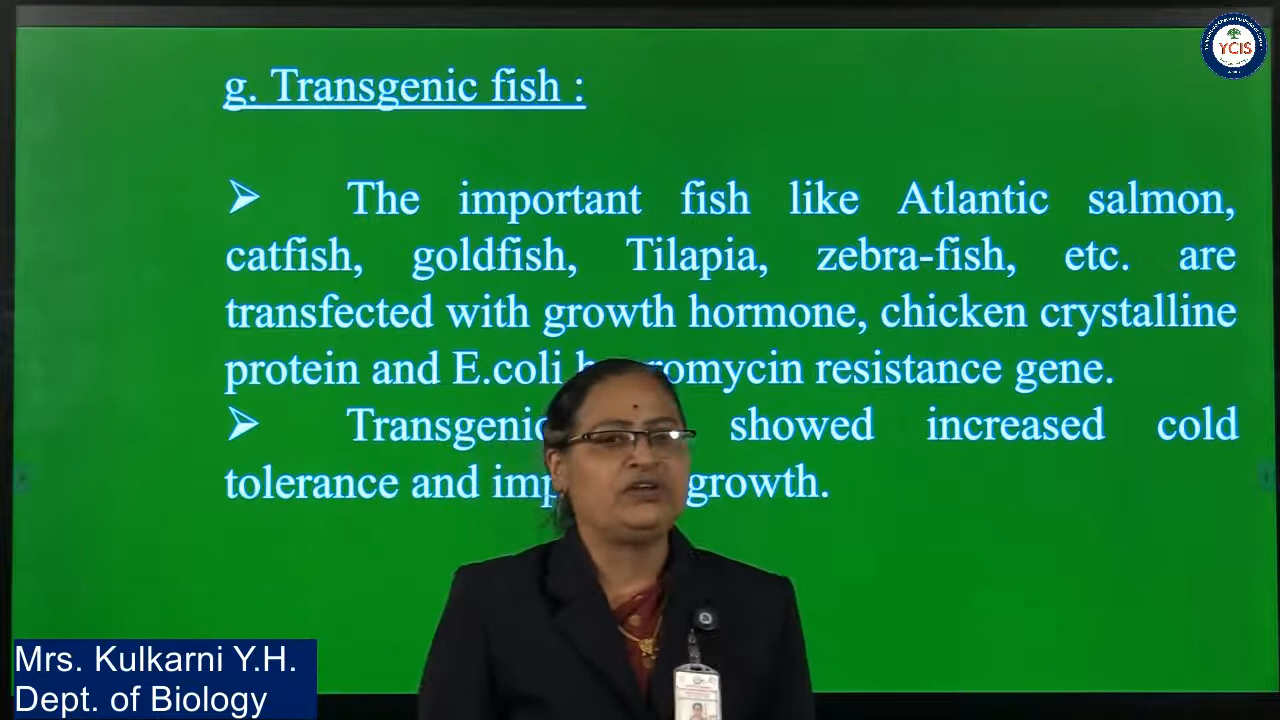 YCIS
g. Transgenic fish :
➢ The important fish like Atlantic salmon,
catfish, goldfish, Tilapia, zebra-fish, etc. are
transfected with growth hormone, chicken crystalline
protein and E.coli resistance gene.
➢ Transgenic showed increased cold
tolerance and growth.
Mrs. Kulkarni Y.H.
Dept. of Biology